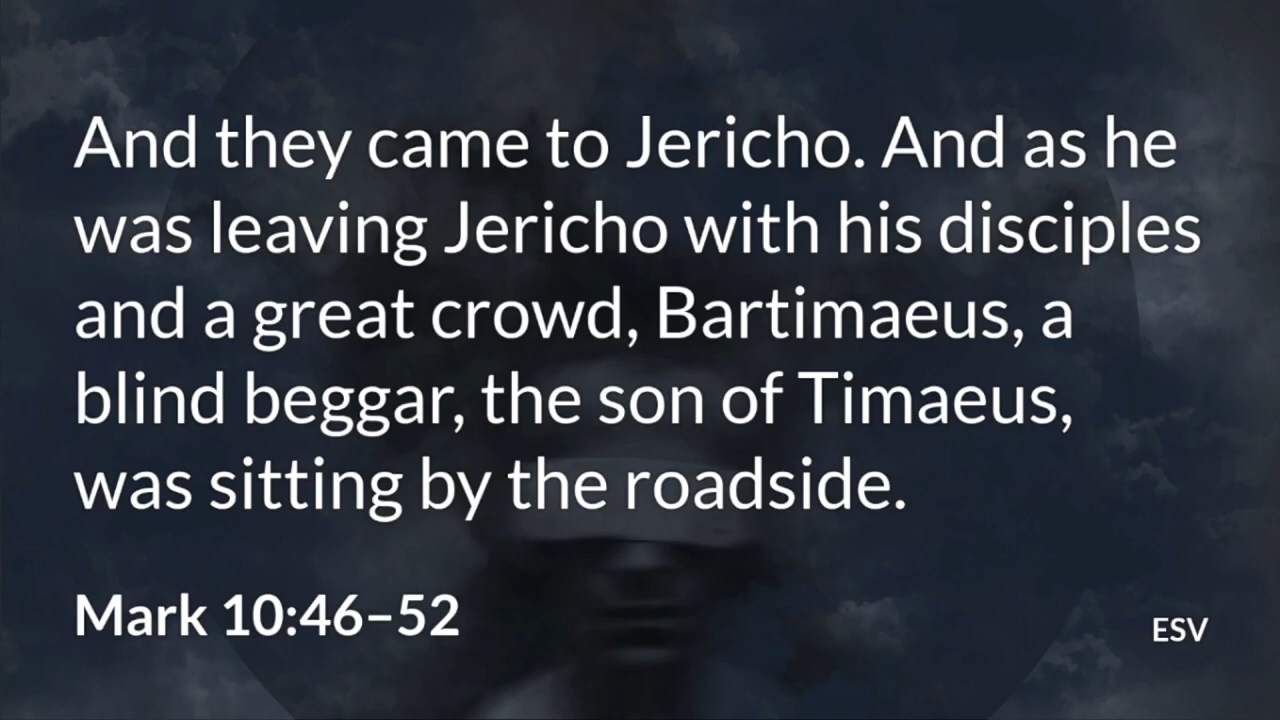 And they came to Jericho. And as he
was leaving Jericho with his disciples
and a great crowd, Bartimaeus, a
blind beggar, the son of Timaeus,
was sitting by the roadside.
Mark 10:46–52
ESV